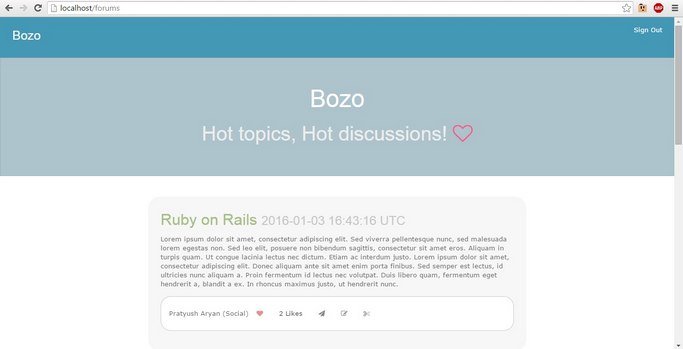 localhost/forums
ABP
Bozo
Sign Out
Bozo
Hot topics, Hot discussions!
Ruby on Rails 2016-01-03 16:43:16 UTC
Lorem ipsum dolor sit amet, consectetur adipiscing elit. Sed viverra pellentesque nunc, sed malesuada
lorem egestas non. Sed leo elit, posuere non bibendum sagittis, consectetur sit amet eros. Aliquam in
turpis quam. Ut congue lacinia lectus nec dictum. Etiam ac interdum justo. Lorem ipsum dolor sit amet,
consectetur adipiscing elit. Donec aliquam ante sit amet enim porta finibus. Sed semper est lectus, id
ultricies nunc aliquam a. Proin fermentum id lectus nec volutpat. Duis libero quam, fermentum eget
hendrerit a, blandit a ex. In rhoncus maximus justo, ut hendrerit nunc.
Pratyush Aryan (Social) 2 Likes